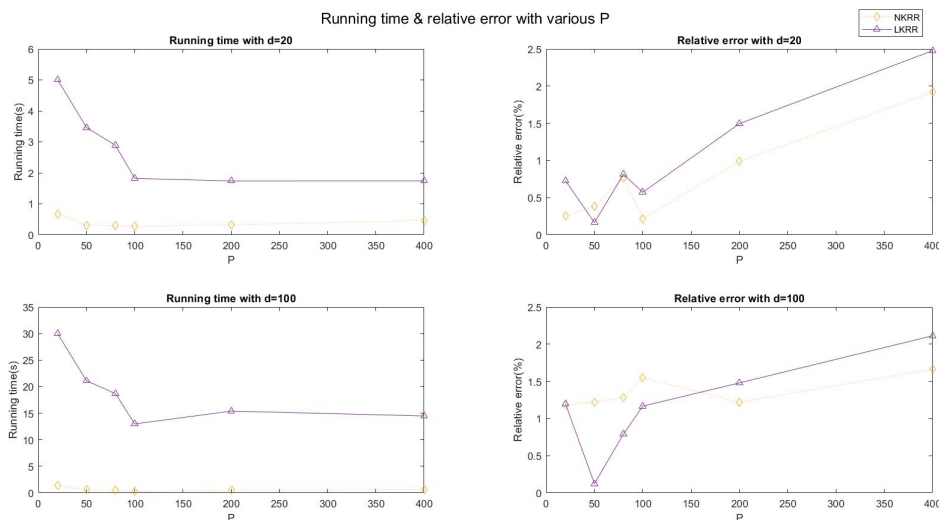 Running time & relative error with various P
NKRR
LKRR
Running time with d=20
6
5
4
3
2
1
0
Running time(s)
0 50 100 150 200 250 300 350 400
P
Relative error with d=20
2.5
2
1.5
1
0.5
0
Relative error(%)
0 50 100 150 200 250 300 350 400
P
Running time with d=100
35
30
25
20
15
10
5
0
Running time(s)
0 50 100 150 200 250 300 350 400
P
Relative error with d=100
2.5
2
1.5
1
0.5
0
Relative error(%)
0 50 100 150 200 250 300 350 400
P